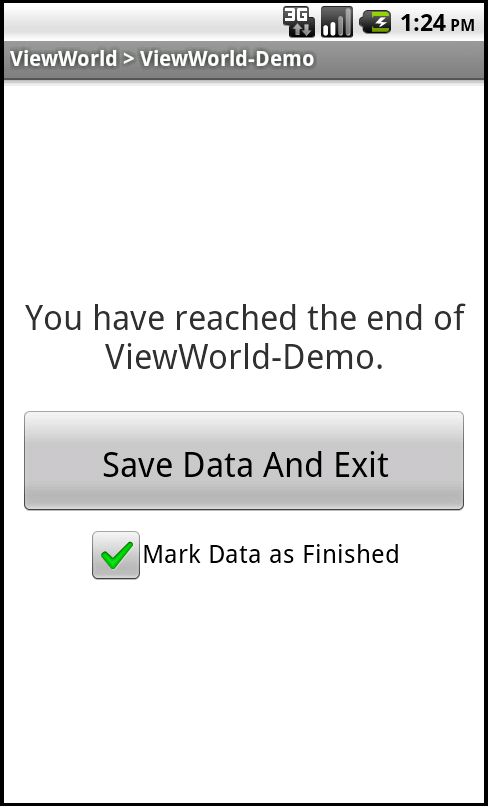 3G 1:24 PM
ViewWorld > ViewWorld-Demo
You have reached the end of
ViewWorld-Demo.
Save Data And Exit
Mark Data as Finished